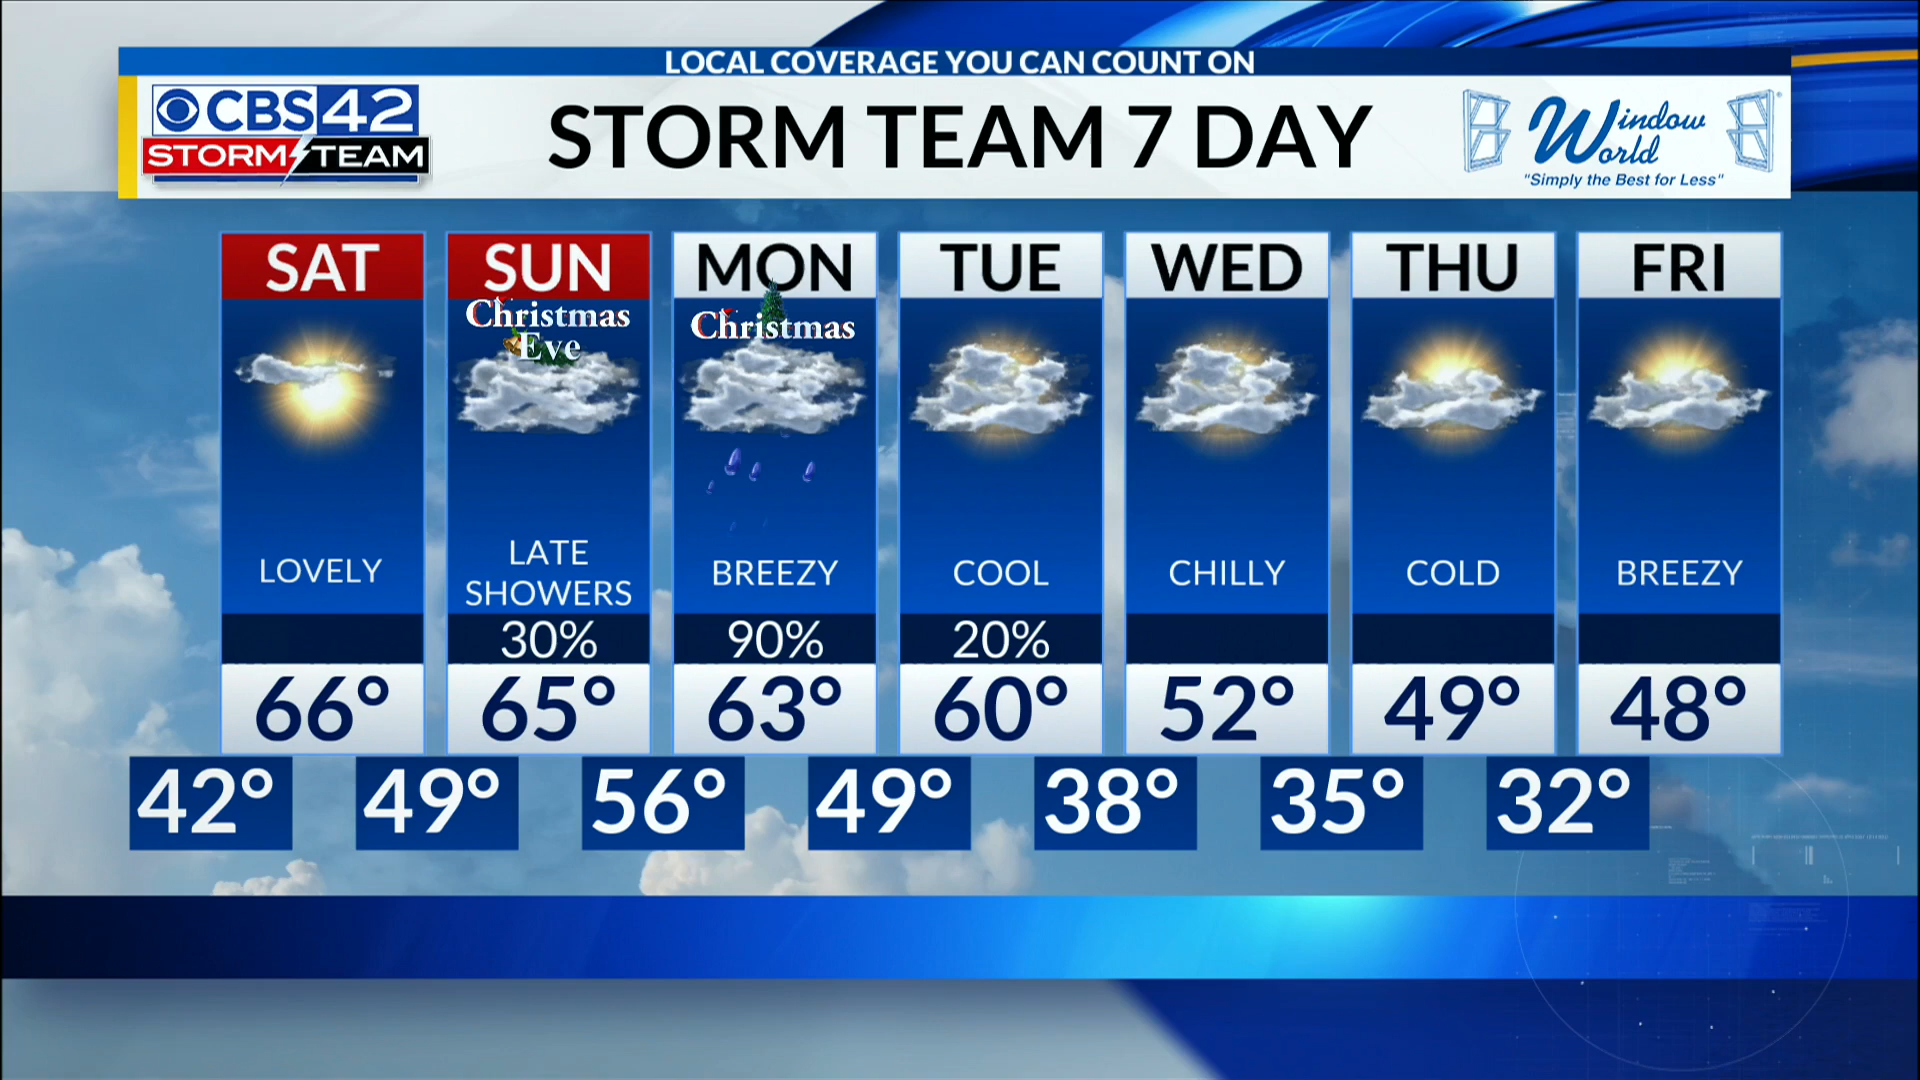 LOCAL COVERAGE YOU CAN COUNT ON
CBS 42
STORM TEAM
STORM TEAM 7 DAY
Window
World
"Simply the Best for Less"
SAT SUN MON TUE WED THU FRI
Christmas
Eve
Christmas
LOVELY
LATE
SHOWERS
BREEZY
COOL
CHILLY
COLD
BREEZY
30% 90% 20%
66° 65° 63° 60° 52° 49° 48°
42° 49° 56° 49° 38° 35° 32°